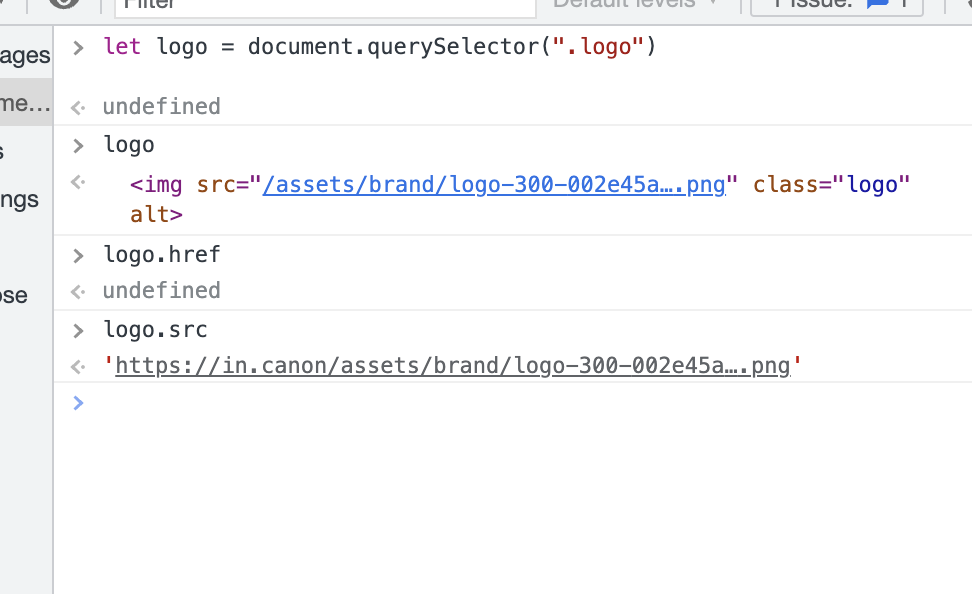 Filter
Default levels
1 Issue: 1
ages
me…
s
ngs
ose
let logo = document.querySelector(".logo")
undefined
logo
<img src="/assets/brand/logo-300-002e45a….png" class="logo"
alt>
logo.href
undefined
logo.src
'https://in.canon/assets/brand/logo-300-002e45a….png'